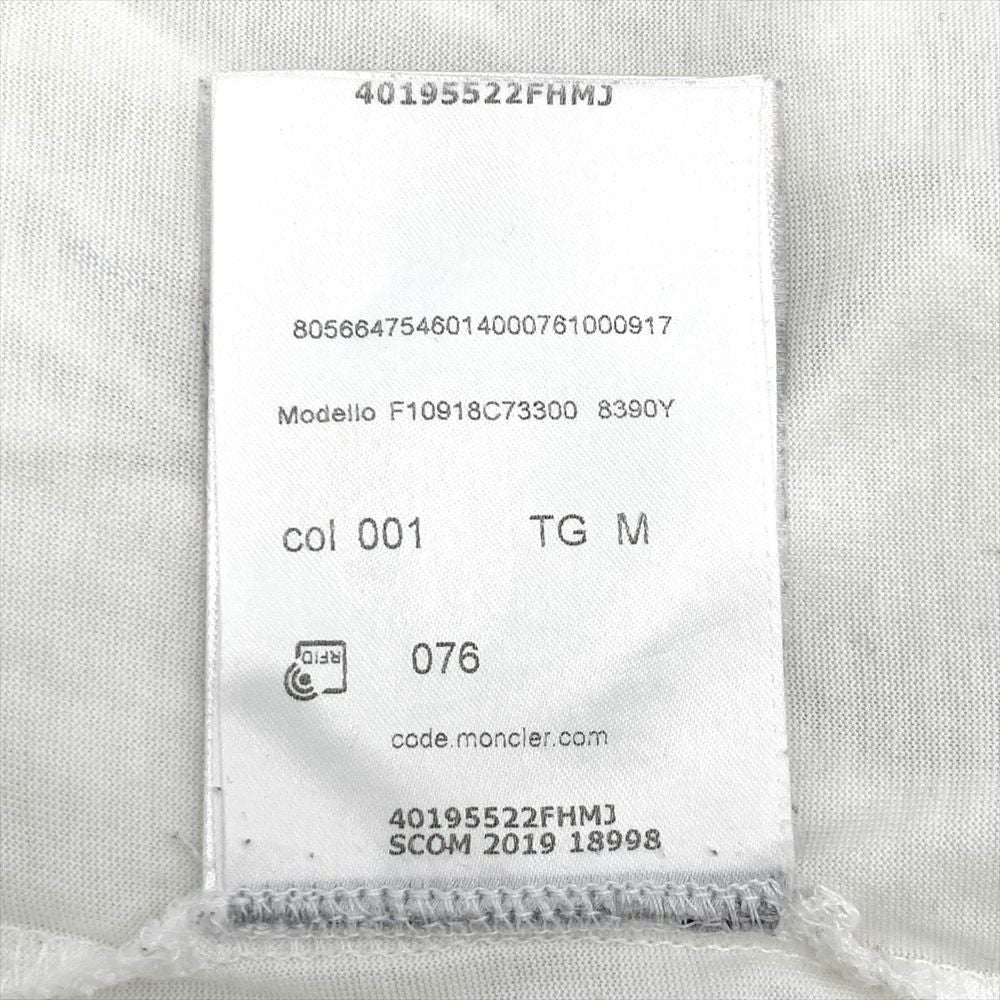 40195522FHMJ
8056647546014000761000917
Modello F10918C73300 8390Y
col 001 TG M
RFID 076
code.moncler.com
40195522FHMJ
SCOM 2019 18998